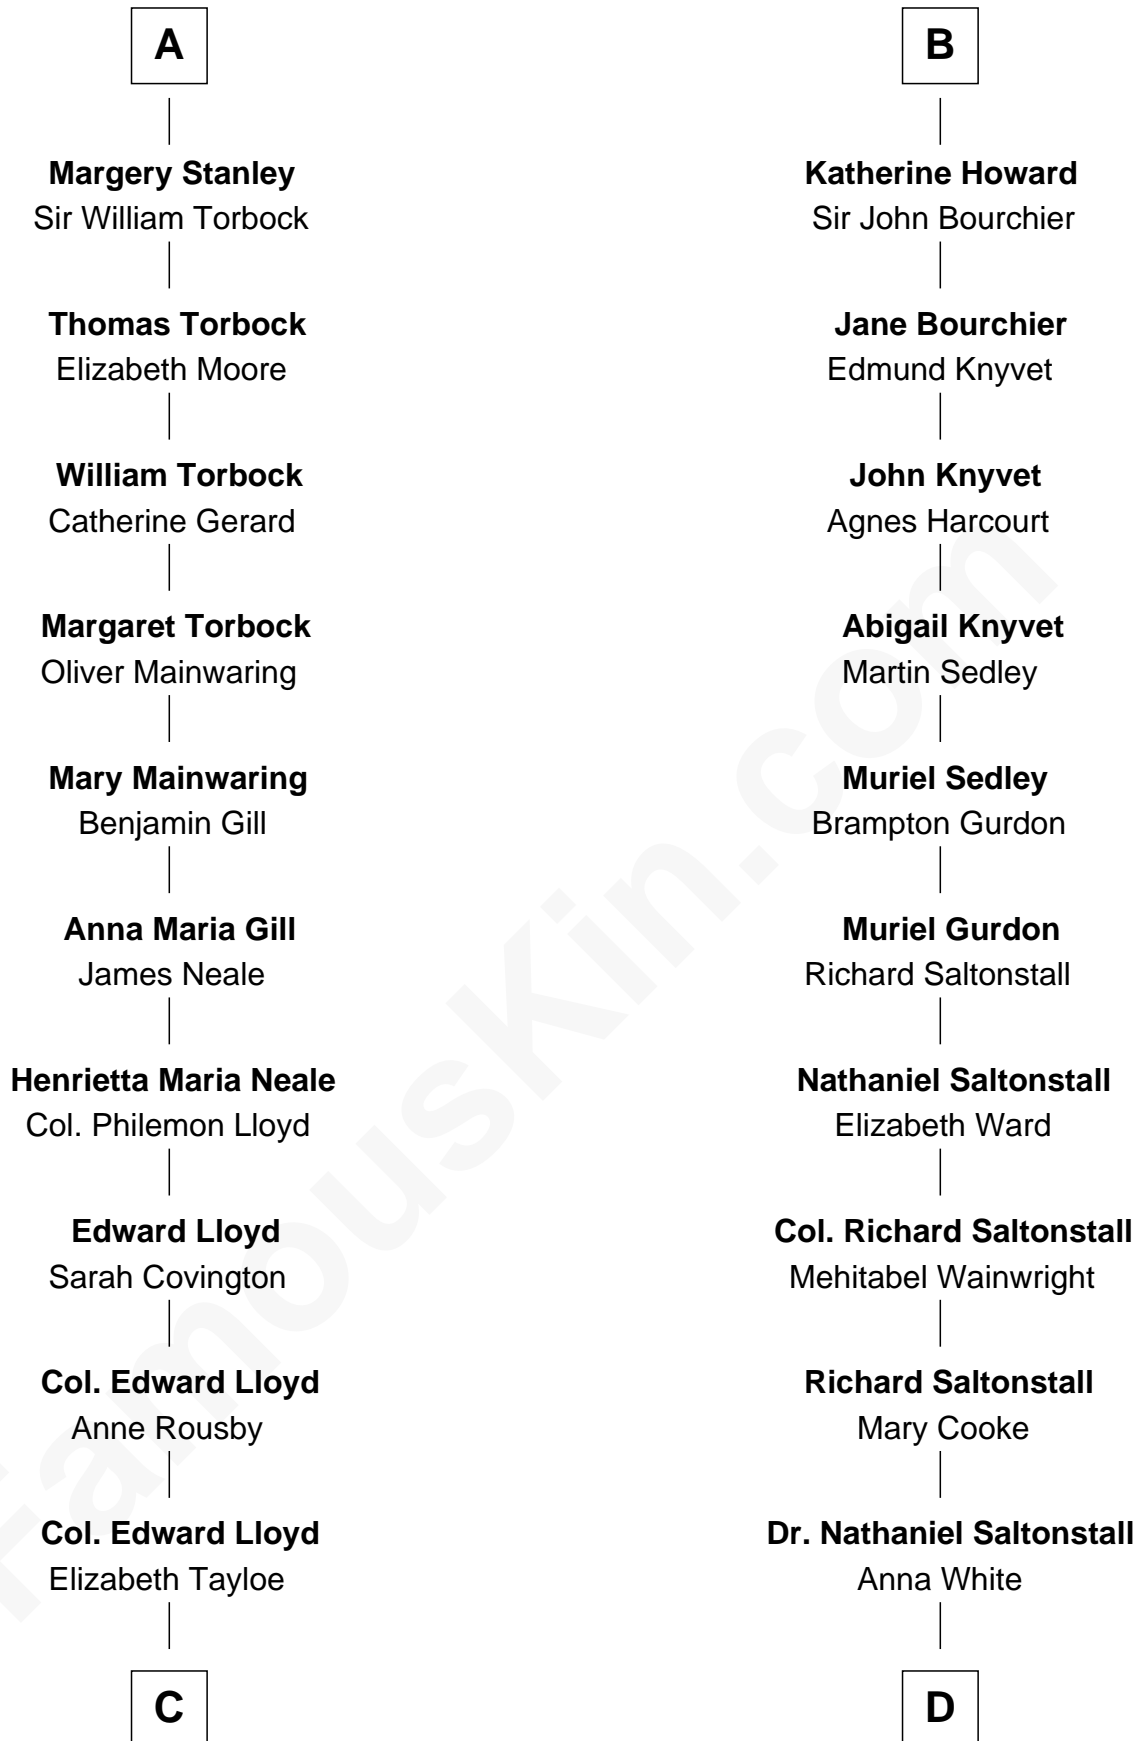 A
Margery Stanley
Sir William Torbock
Thomas Torbock
Elizabeth Moore
William Torbock
Catherine Gerard
Margaret Torbock
Oliver Mainwaring
Mary Mainwaring
Benjamin Gill
Anna Maria Gill
James Neale
Henrietta Maria Neale
Col. Philemon Lloyd
Edward Lloyd
Sarah Covington
Col. Edward Lloyd
Anne Rousby
Col. Edward Lloyd
Elizabeth Tayloe
C
B
Katherine Howard
Sir John Bourchier
Jane Bourchier
Edmund Knyvet
John Knyvet
Agnes Harcourt
Abigail Knyvet
Martin Sedley
Muriel Sedley
Brampton Gurdon
Muriel Gurdon
Richard Saltonstall
Nathaniel Saltonstall
Elizabeth Ward
Col. Richard Saltonstall
Mehitabel Wainwright
Richard Saltonstall
Mary Cooke
Dr. Nathaniel Saltonstall
Anna White
D
FamousKin.com